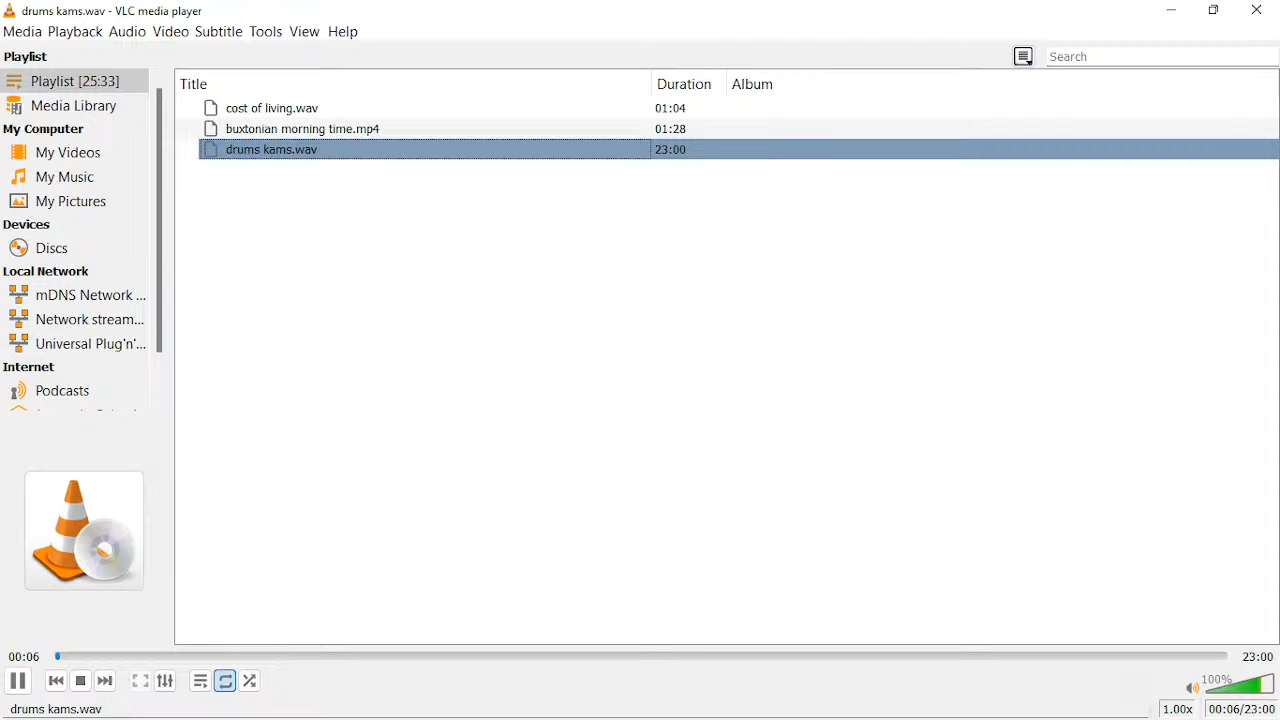 drums kams.wav - VLC media player
Media Playback Audio Video Subtitle Tools View Help
Playlist
Search
Playlist [25:33]
Media Library
My Computer
My Videos
My Music
My Pictures
Devices
Discs
Local Network
mDNS Network ...
Network stream...
Universal Plug'n'...
Internet
Podcasts
Title Duration Album
cost of living.wav 01:04
buxtonian morning time.mp4 01:28
drums kams.wav 23:00
00:06 23:00
100%
drums kams.wav 1.00x 00:06/23:00